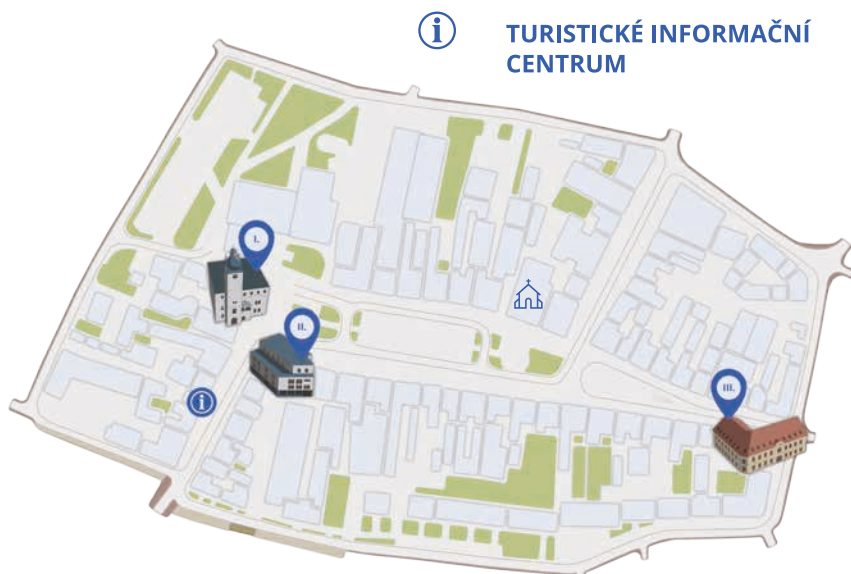 i TURISTICKÉ INFORMAČNÍ
CENTRUM
I.
II.
i
III.